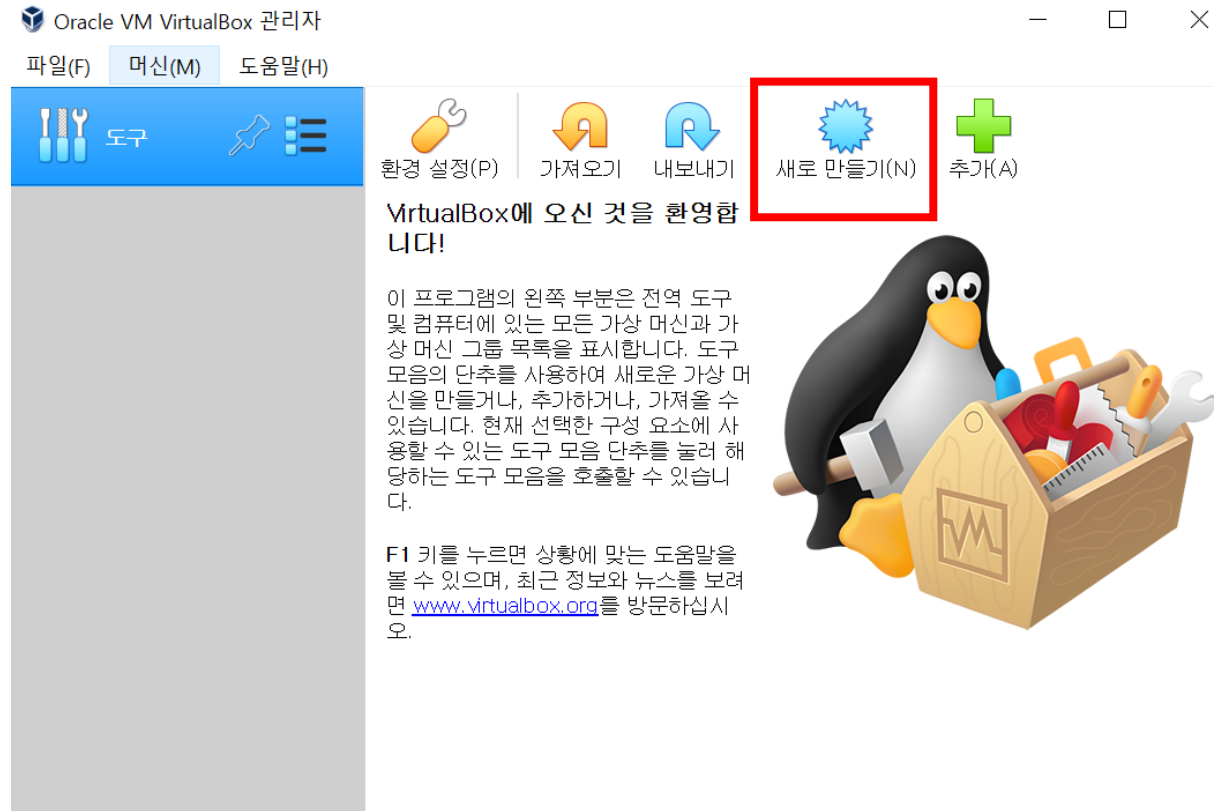 Oracle VM VirtualBox 관리자
파일(F) 머신(M) 도움말(H)
도구
환경 설정(P) 가져오기 내보내기 새로 만들기(N) 추가(A)
VirtualBox에 오신 것을 환영합
니다!
이 프로그램의 왼쪽 부분은 전역 도구
및 컴퓨터에 있는 모든 가상 머신과 가
상 머신 그룹 목록을 표시합니다. 도구
모음의 단추를 사용하여 새로운 가상 머
신을 만들거나, 추가하거나, 가져올 수
있습니다. 현재 선택한 구성 요소에 사
용할 수 있는 도구 모음 단추를 눌러 해
당하는 도구 모음을 호출할 수 있습니
다.
F1 키를 누르면 상황에 맞는 도움말을
볼 수 있으며, 최근 정보와 뉴스를 보려
면 www.virtualbox.org를 방문하십시
오.
VM